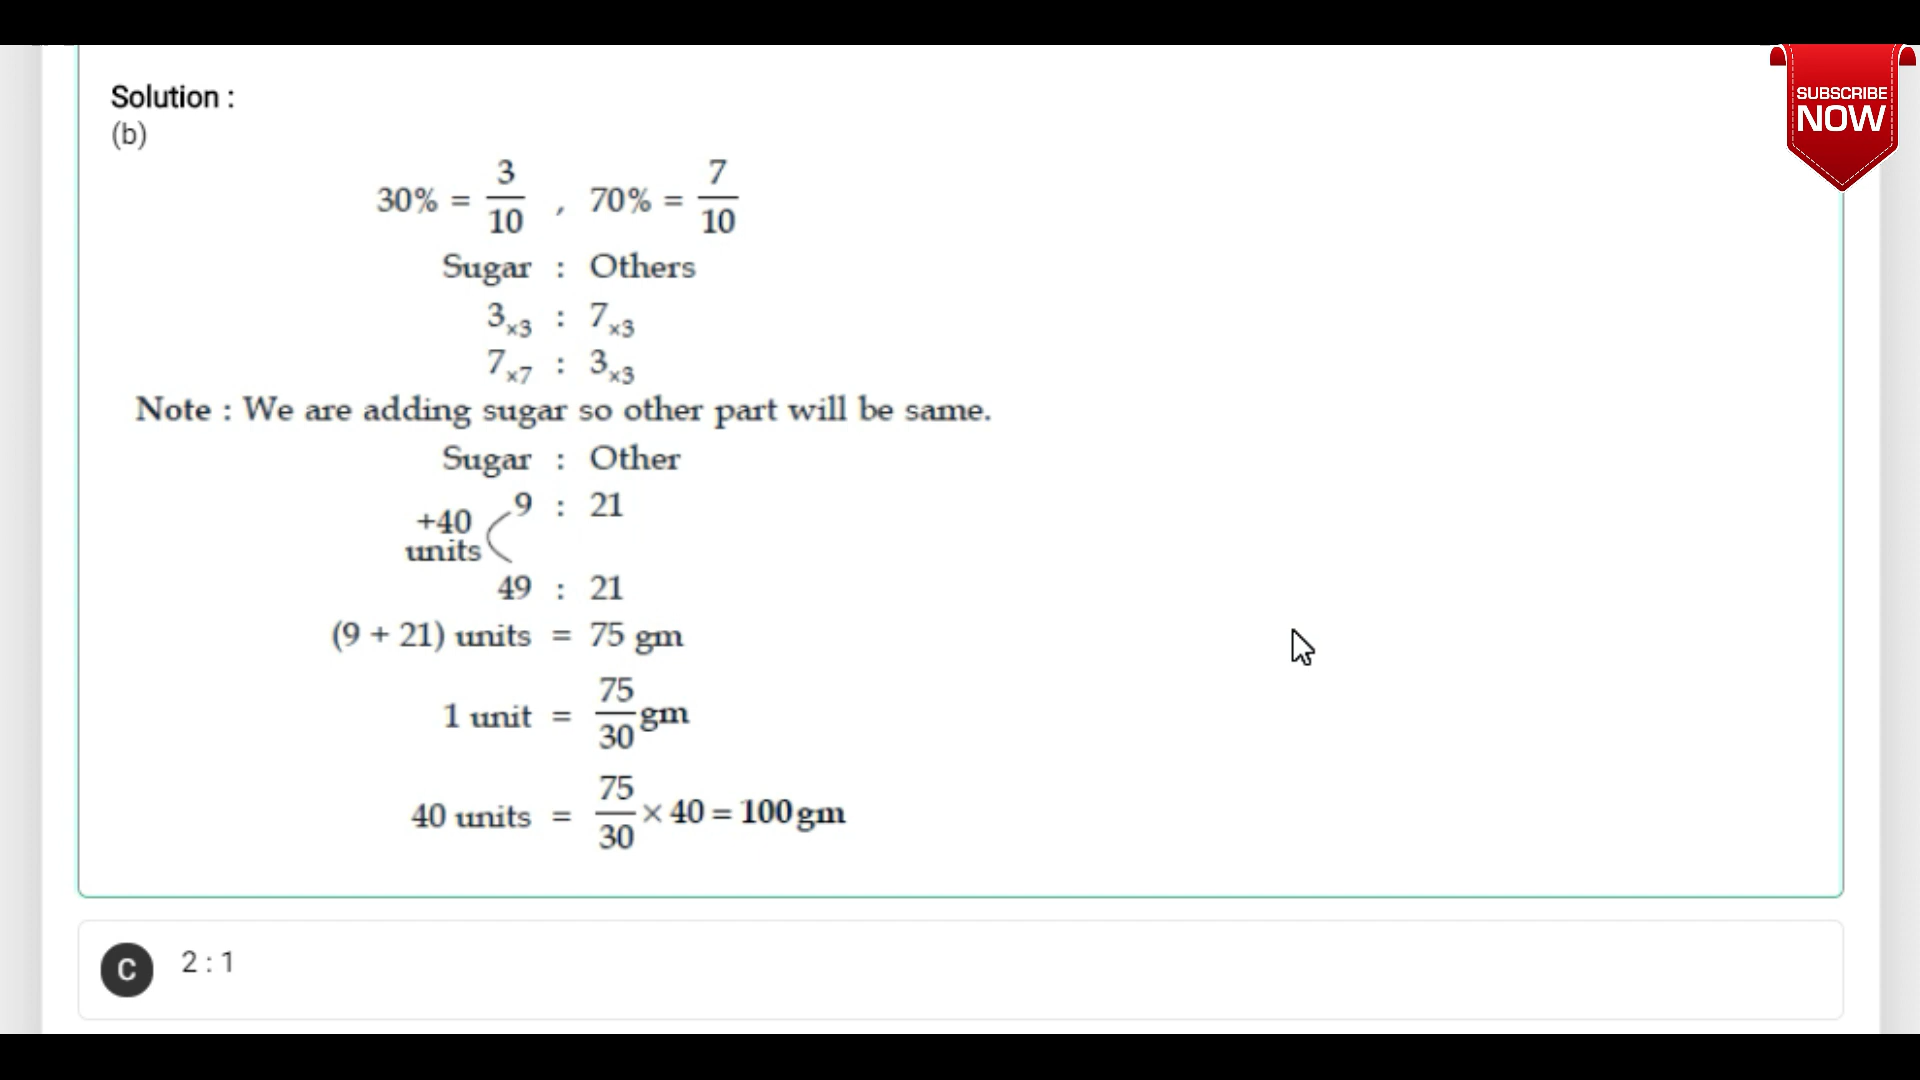 SUBSCRIBE
NOW
Solution :
(b)
30% = 3/10 , 70% = 7/10
Sugar : Others
3×3 : 7×3
7×7 : 3×3
Note : We are adding sugar so other part will be same.
Sugar : Other
9 : 21
+40
units
49 : 21
(9 + 21) units = 75 gm
1 unit = 75/30 gm
40 units = 75/30 × 40 = 100 gm
C 2 : 1